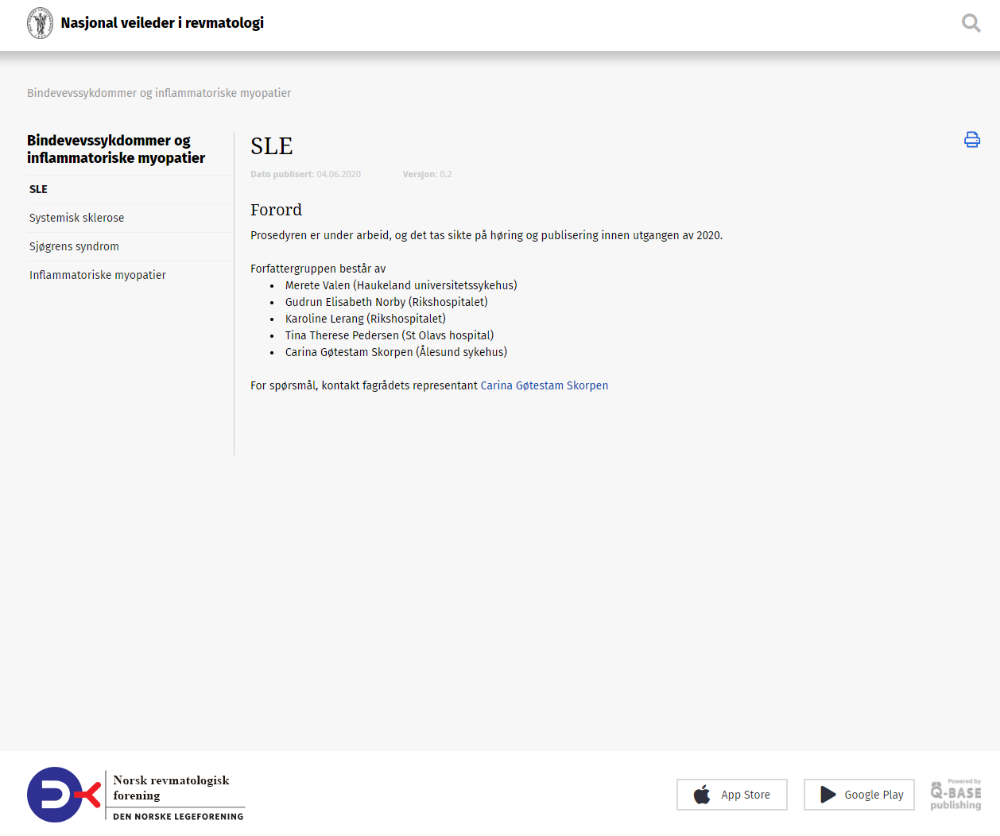 Nasjonal veileder i revmatologi
Bindevevssykdommer og inflammatoriske myopatier
Bindevevssykdommer og
inflammatoriske myopatier
SLE
Systemisk sklerose
Sjøgrens syndrom
Inflammatoriske myopatier
SLE
Dato publisert: 04.06.2020 Versjon: 0.2
Forord
Prosedyren er under arbeid, og det tas sikte på høring og publisering innen utgangen av 2020.
Forfattergruppen består av
• Merete Valen (Haukeland universitetssykehus)
• Gudrun Elisabeth Norby (Rikshospitalet)
• Karoline Lerang (Rikshospitalet)
• Tina Therese Pedersen (St Olavs hospital)
• Carina Gøtestam Skorpen (Ålesund sykehus)
For spørsmål, kontakt fagrådets representant Carina Gøtestam Skorpen
Norsk revmatologisk
forening
DEN NORSKE LEGEFORENING
App Store
Google Play
Powered by
Q-BASE
publishing